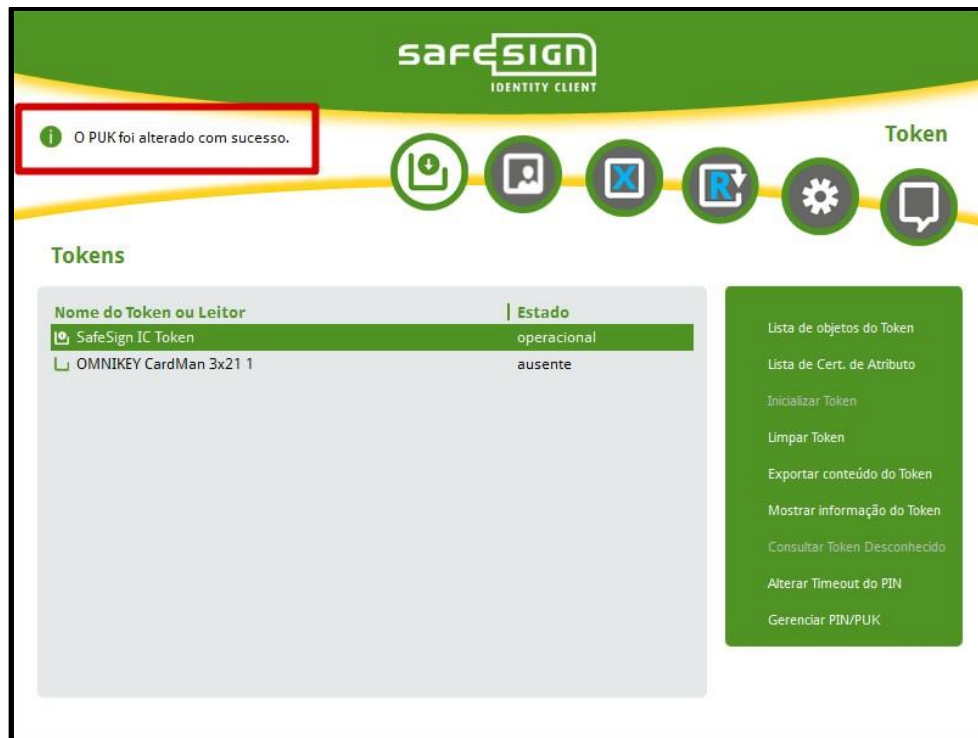 safesign
IDENTITY CLIENT
O PUK foi alterado com sucesso.
Token
X
R
Tokens
Nome do Token ou Leitor Estado
SafeSign IC Token operacional
OMNIKEY CardMan 3x21 1 ausente
Lista de objetos do Token
Lista de Cert. de Atributo
Inicializar Token
Limpar Token
Exportar conteúdo do Token
Mostrar informação do Token
Consultar Token Desconhecido
Alterar Timeout do PIN
Gerenciar PIN/PUK